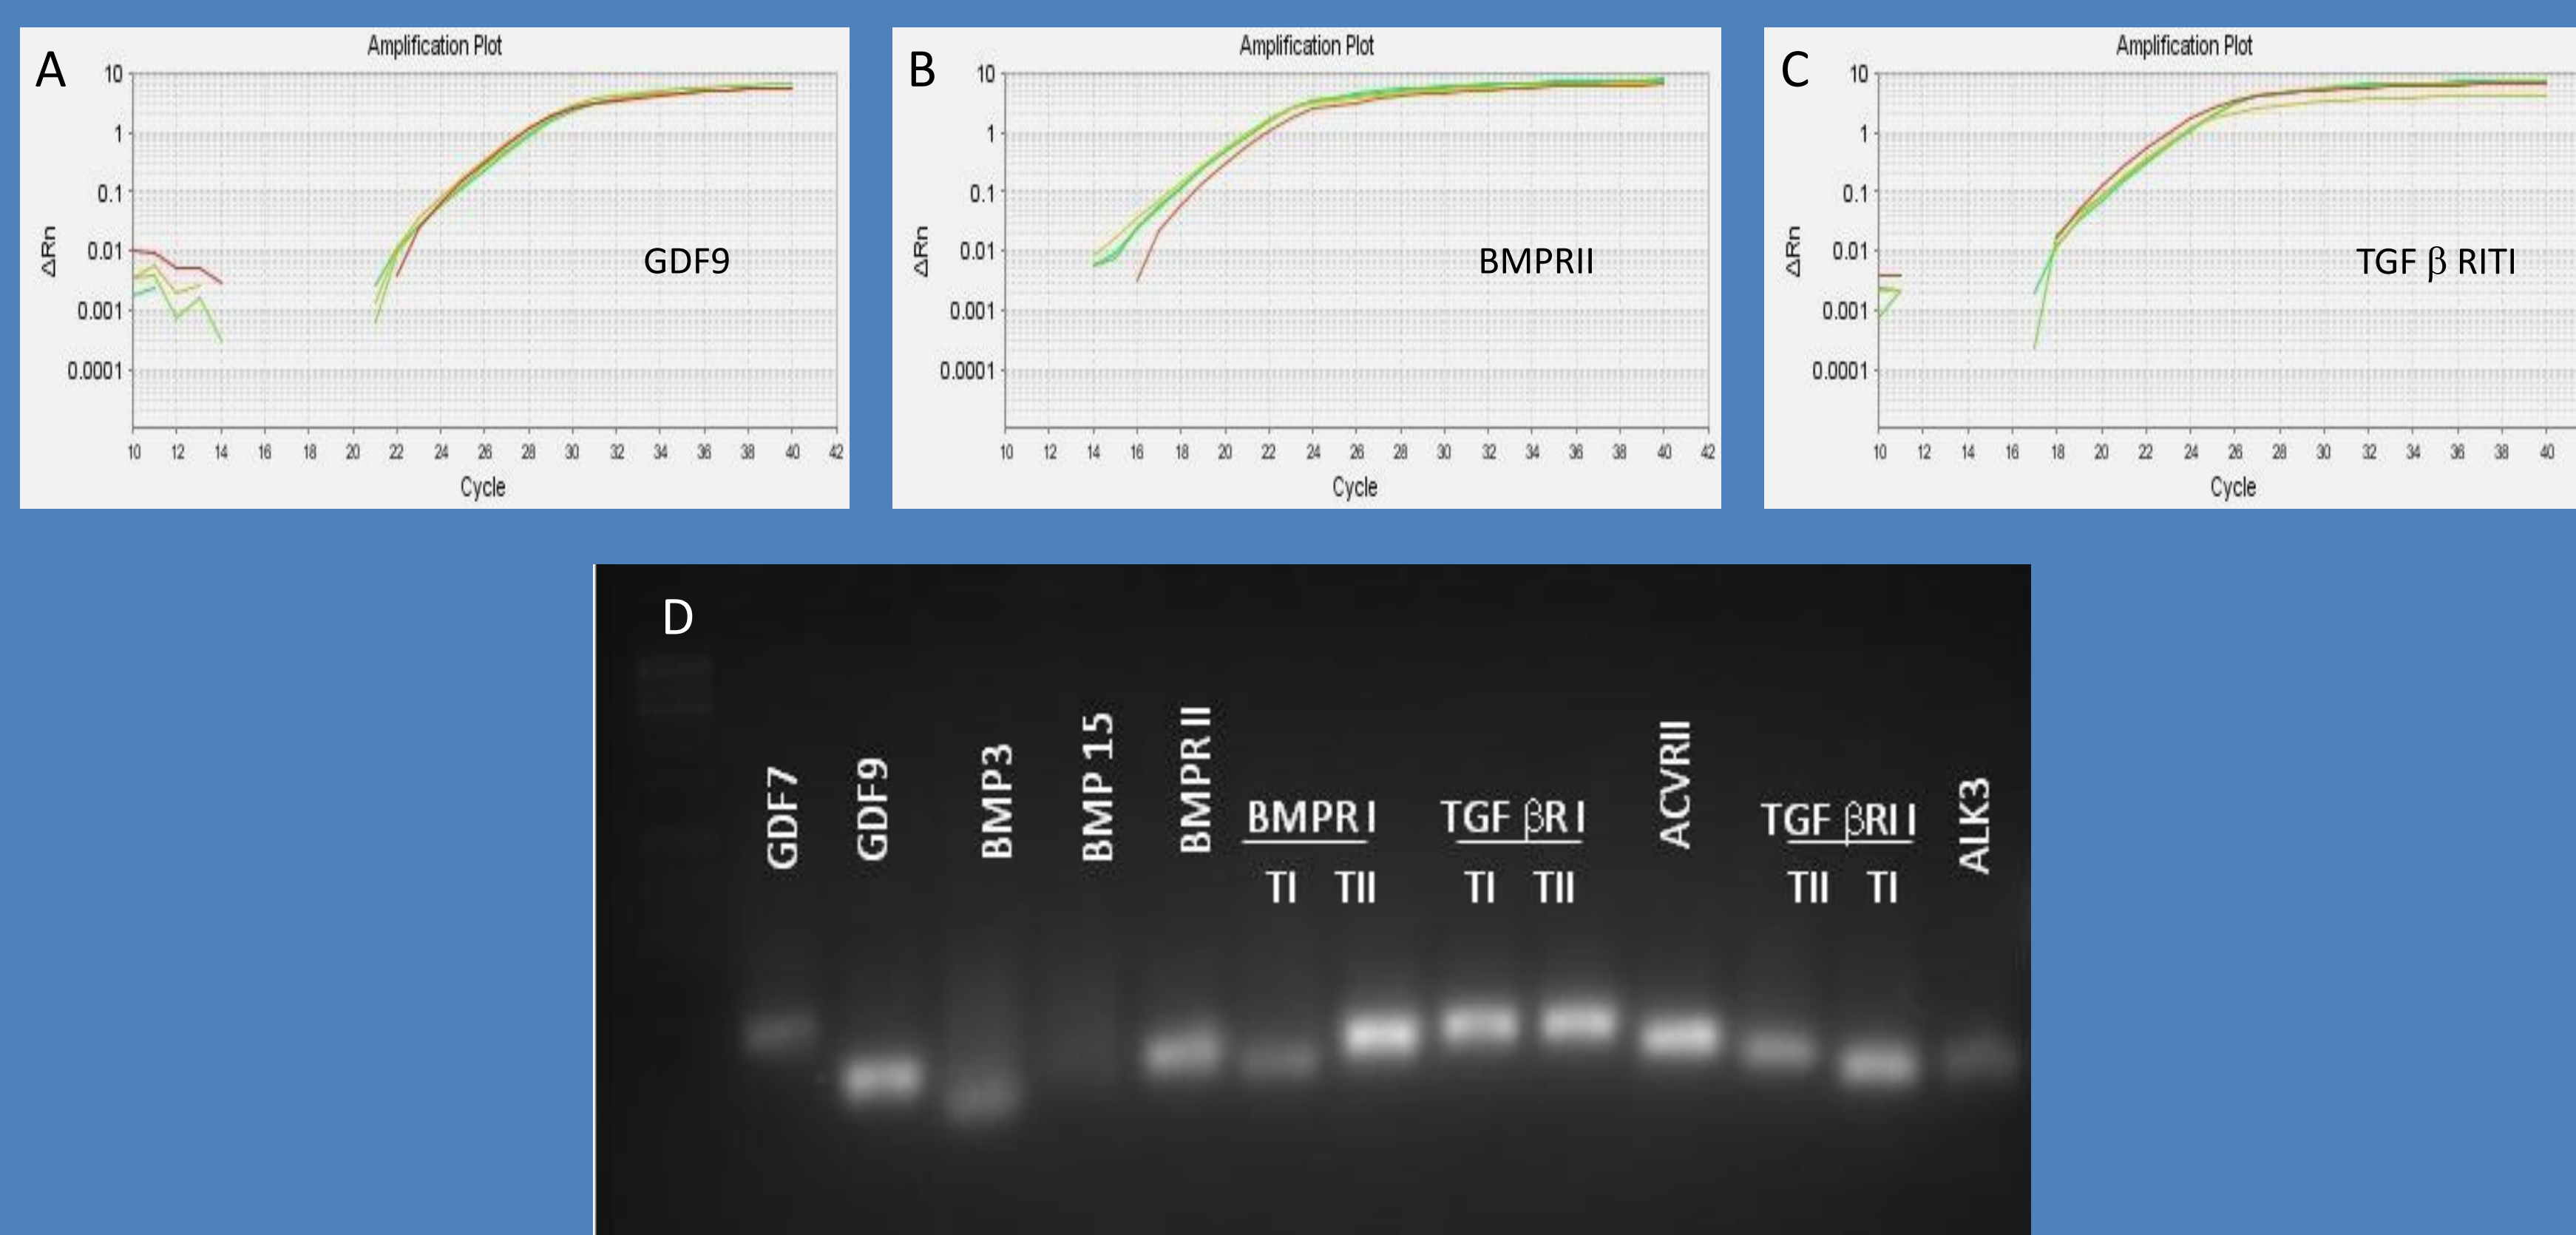 A
Amplification Plot
10
1
0.1
0.01
0.001
0.0001
ΔRn
GDF9
10 12 14 16 18 20 22 24 26 28 30 32 34 36 38 40 42
Cycle
B
Amplification Plot
10
1
0.1
0.01
0.001
0.0001
ΔRn
BMPRII
10 12 14 16 18 20 22 24 26 28 30 32 34 36 38 40 42
Cycle
C
Amplification Plot
10
1
0.1
0.01
0.001
0.0001
ΔRn
TGF β RITI
10 12 14 16 18 20 22 24 26 28 30 32 34 36 38 40
Cycle
D
GDF7
GDF9
BMP3
BMP 15
BMPR II
BMPR I
TI TII
TGF βR I
TI TII
ACVRII
TGF βRI I
TII TI
ALK3